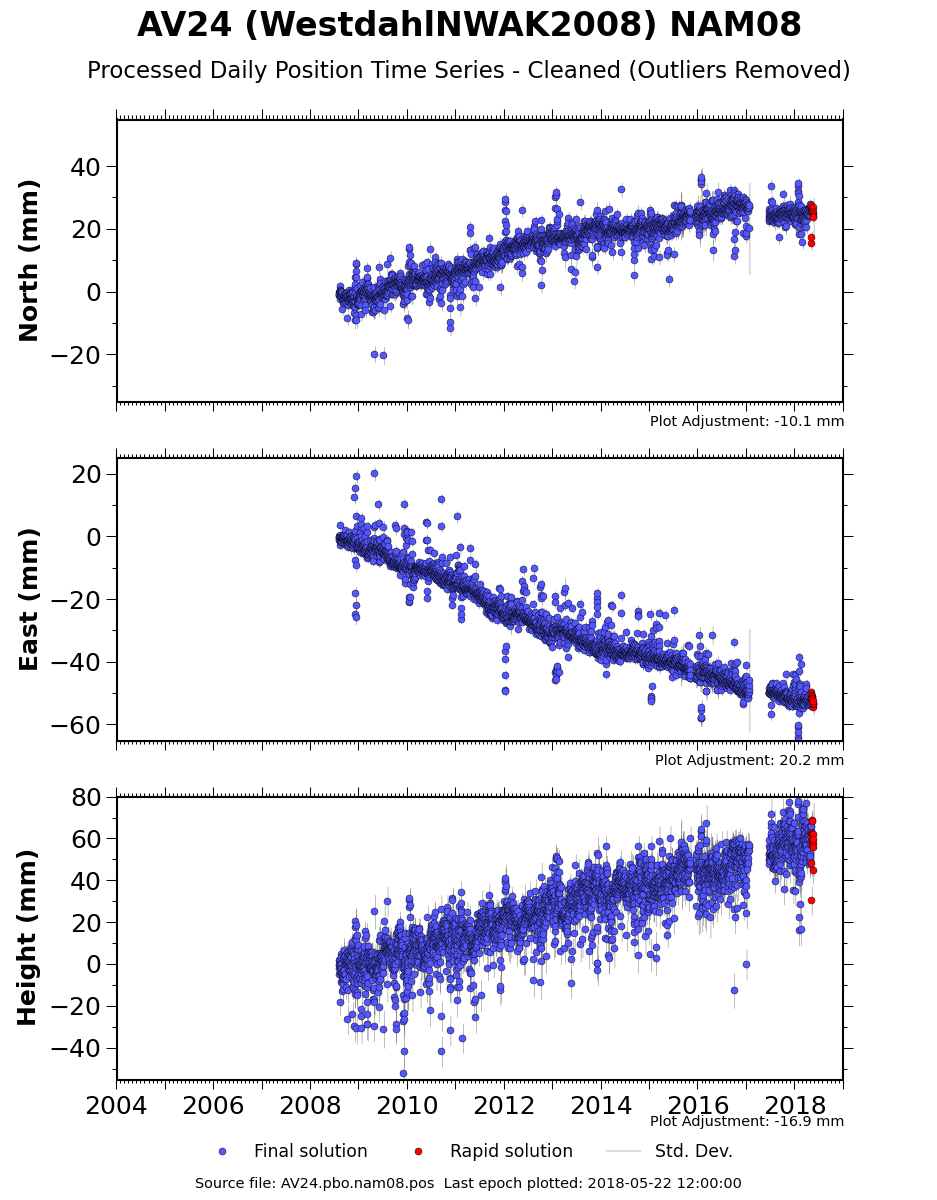 AV24 (WestdahlNWAK2008) NAM08
Processed Daily Position Time Series - Cleaned (Outliers Removed)
North (mm)
40
20
0
−20
Plot Adjustment: -10.1 mm
East (mm)
20
0
−20
−40
−60
Plot Adjustment: 20.2 mm
Height (mm)
80
60
40
20
0
−20
−40
2004 2006 2008 2010 2012 2014 2016 2018
Plot Adjustment: -16.9 mm
Final solution Rapid solution Std. Dev.
Source file: AV24.pbo.nam08.pos Last epoch plotted: 2018-05-22 12:00:00